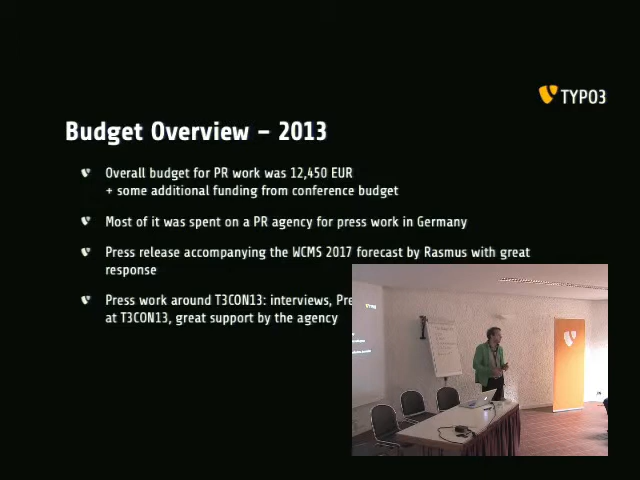 TYPO3
Budget Overview – 2013
Overall budget for PR work was 12,450 EUR
+ some additional funding from conference budget
Most of it was spent on a PR agency for press work in Germany
Press release accompanying the WCMS 2017 forecast by Rasmus with great
response
Press work around T3CON13: interviews,
at T3CON13, great support by the agency